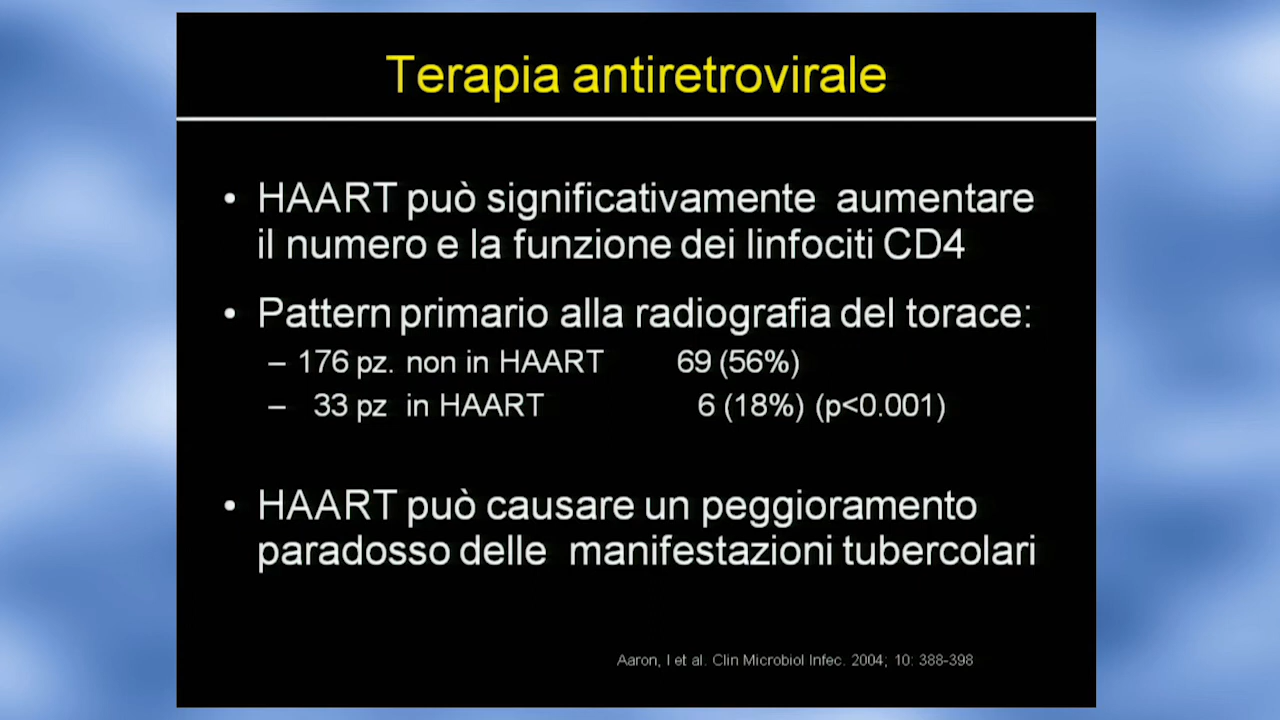 Terapia antiretrovirale
• HAART può significativamente aumentare
il numero e la funzione dei linfociti CD4
• Pattern primario alla radiografia del torace:
– 176 pz. non in HAART 69 (56%)
– 33 pz in HAART 6 (18%) (p<0.001)
• HAART può causare un peggioramento
paradosso delle manifestazioni tubercolari
Aaron, l et al. Clin Microbiol Infec. 2004; 10: 388-398